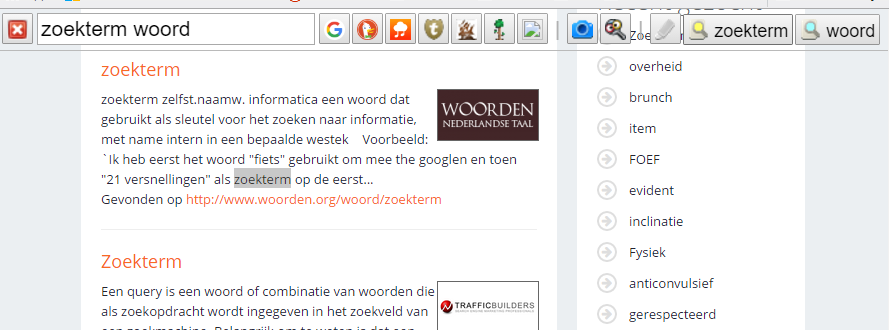 zoekterm woord
zoekterm
woord
zoekterm
zoekterm zelfst.naamw. informatica een woord dat
gebruikt als sleutel voor het zoeken naar informatie,
met name intern in een bepaalde westek Voorbeeld:
`Ik heb eerst het woord "fiets" gebruikt om mee the googlen en toen
"21 versnellingen" als zoekterm op de eerst...
Gevonden op http://www.woorden.org/woord/zoekterm
WOORDEN
NEDERLANDSE TAAL
Zoekterm
Een query is een woord of combinatie van woorden die
als zoekopdracht wordt ingegeven in het zoekveld van
TRAFFICBUILDERS
overheid
brunch
item
FOEF
evident
inclinatie
Fysiek
anticonvulsief
gerespecteerd